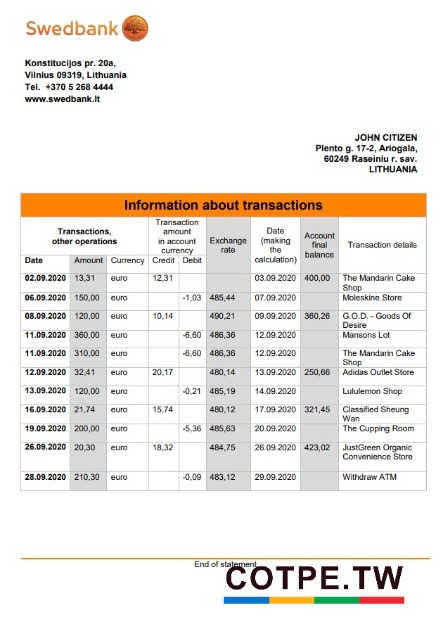 Swedbank
Konstitucijos pr. 20a,
Vilnius 09319, Lithuania
Tel. +370 5 268 4444
www.swedbank.lt
JOHN CITIZEN
Plento g. 17-2, Ariogala,
60249 Raseiniu r. sav.
LITHUANIA
Information about transactions
Transactions, other operations | Transaction amount in account currency | Exchange rate | Date (making the calculation) | Account final balance | Transaction details
Date | Amount | Currency | Credit | Debit
02.09.2020 13,31 euro 12,31 03.09.2020 400,00 The Mandarin Cake Shop
06.09.2020 150,00 euro -1,03 485,44 07.09.2020 Moleskine Store
08.09.2020 120,00 euro 10,14 490,21 09.09.2020 360,26 G.O.D. - Goods Of Desire
11.09.2020 360,00 euro -6,60 486,36 12.09.2020 Mansons Lot
11.09.2020 310,00 euro -6,60 486,36 12.09.2020 The Mandarin Cake Shop
12.09.2020 32,41 euro 20,17 480,14 13.09.2020 250,66 Adidas Outlet Store
13.09.2020 120,00 euro -0,21 485,19 14.09.2020 Lululemon Shop
16.09.2020 21,74 euro 15,74 480,12 17.09.2020 321,45 Classified Sheung Wan
19.09.2020 200,00 euro -5,36 485,63 20.09.2020 The Cupping Room
26.09.2020 20,30 euro 18,32 484,75 26.09.2020 423,02 JustGreen Organic Convenience Store
28.09.2020 210,30 euro -0,09 483,12 29.09.2020 Withdraw ATM
End of statement
COTPE.TW